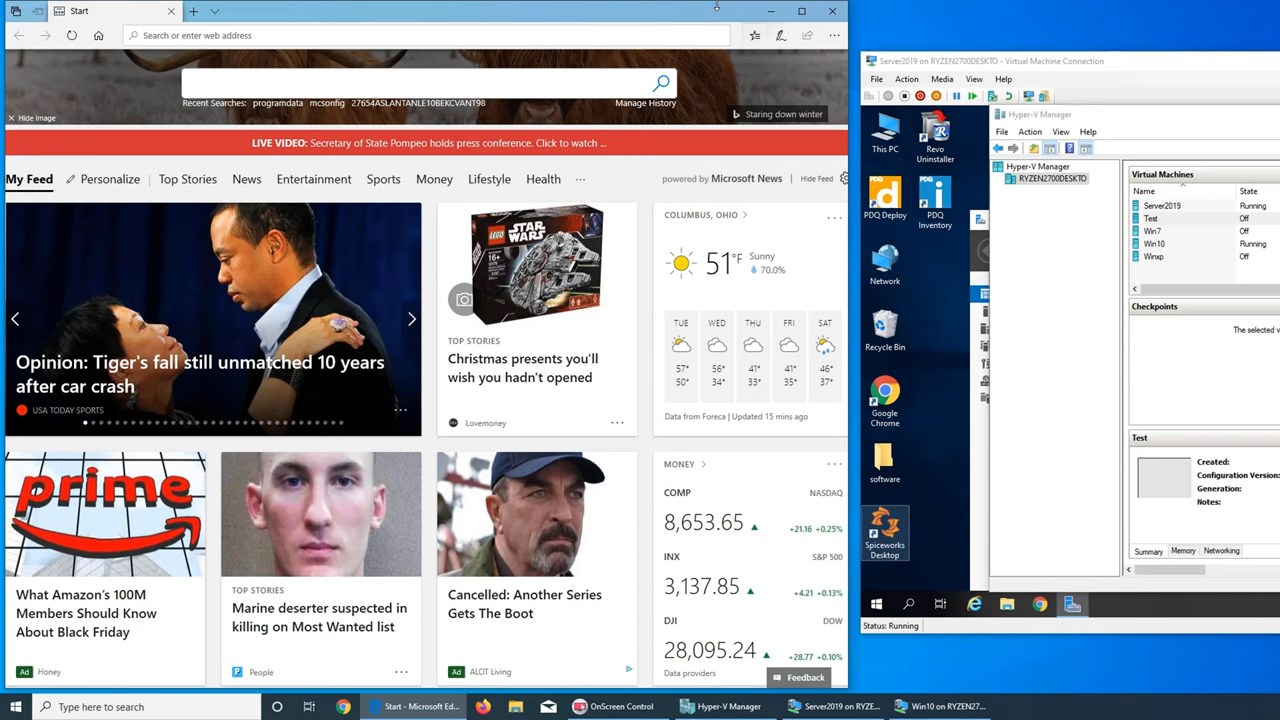 Start
Search or enter web address
Recent Searches: programdata mcsonfig 27654ASLANTANLE10BEKCVANT98
Manage History
Hide image
Staring down winter
LIVE VIDEO: Secretary of State Pompeo holds press conference. Click to watch ...
My Feed
Personalize
Top Stories
News
Entertainment
Sports
Money
Lifestyle
Health
powered by Microsoft News
Hide Feed
Opinion: Tiger's fall still unmatched 10 years
after car crash
USA TODAY SPORTS
LEGO
STAR
WARS
16+
TOP STORIES
Christmas presents you'll
wish you hadn't opened
Lovemoney
COLUMBUS, OHIO
51°F
Sunny
70.0%
TUE WED THU FRI SAT
57° 56° 41° 41° 46°
50° 34° 33° 35° 37°
Data from Foreca | Updated 15 mins ago
prime
What Amazon's 100M
Members Should Know
About Black Friday
Ad Honey
TOP STORIES
Marine deserter suspected in
killing on Most Wanted list
People
Cancelled: Another Series
Gets The Boot
Ad ALOT Living
MONEY
COMP NASDAQ
8,653.65 +21.16 +0.25%
INX S&P 500
3,137.85 +4.21 +0.13%
DJI DOW
28,095.24 +28.77 +0.10%
Data providers
Feedback
Server2019 on RYZEN2700DESKTO - Virtual Machine Connection
File Action Media View Help
This PC
Revo
Uninstaller
PDQ Deploy
PDQ
Inventory
Network
Recycle Bin
Google
Chrome
software
Spiceworks
Desktop
Hyper-V Manager
File Action View Help
Hyper-V Manager
RYZEN2700DESKTO
Virtual Machines
Name State
Server2019 Running
Test Off
Win7 Off
Win10 Running
Winxp Off
Checkpoints
The selected v
Test
Created:
Configuration Version:
Generation:
Notes:
Summary Memory Networking
Status: Running
Type here to search
Start - Microsoft Ed...
OnScreen Control
Hyper-V Manager
Server2019 on RYZE...
Win10 on RYZEN27...